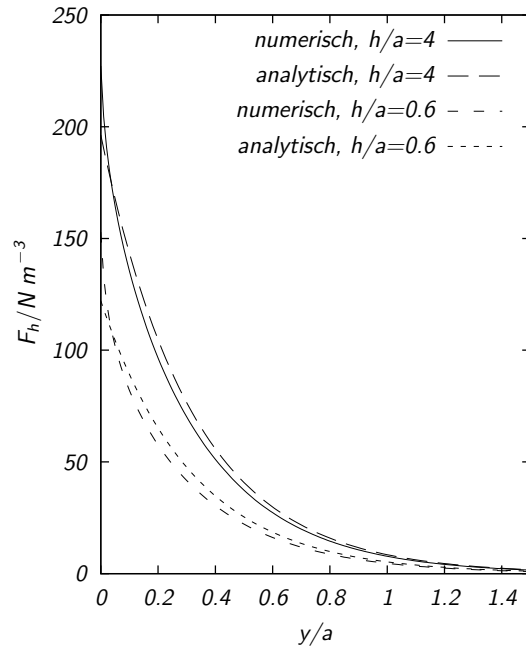 numerisch, h/a=4
analytisch, h/a=4
numerisch, h/a=0.6
analytisch, h/a=0.6
250
200
150
100
50
0
F_h/N m^{-3}
0 0.2 0.4 0.6 0.8 1 1.2 1.4
y/a